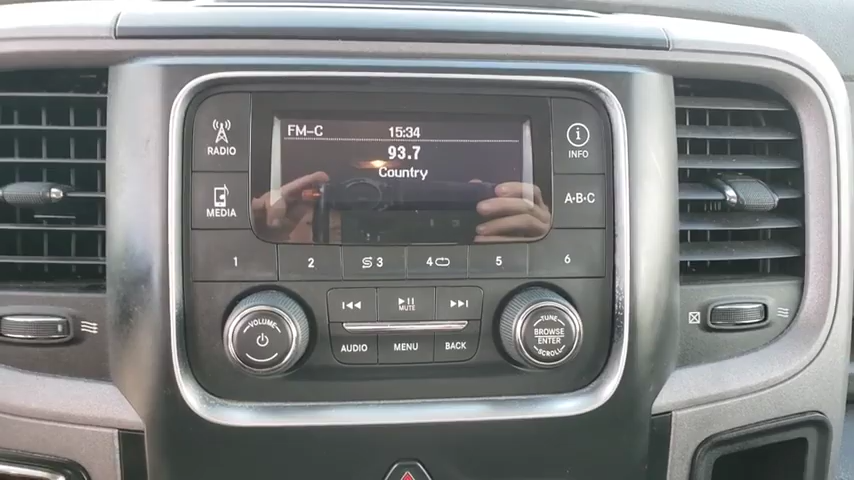 FM-C 15:34
93.7
Country
RADIO
MEDIA
INFO
A·B·C
1 2 3 4 5 6
VOLUME
MUTE
AUDIO MENU BACK
TUNE
BROWSE
ENTER
SCROLL